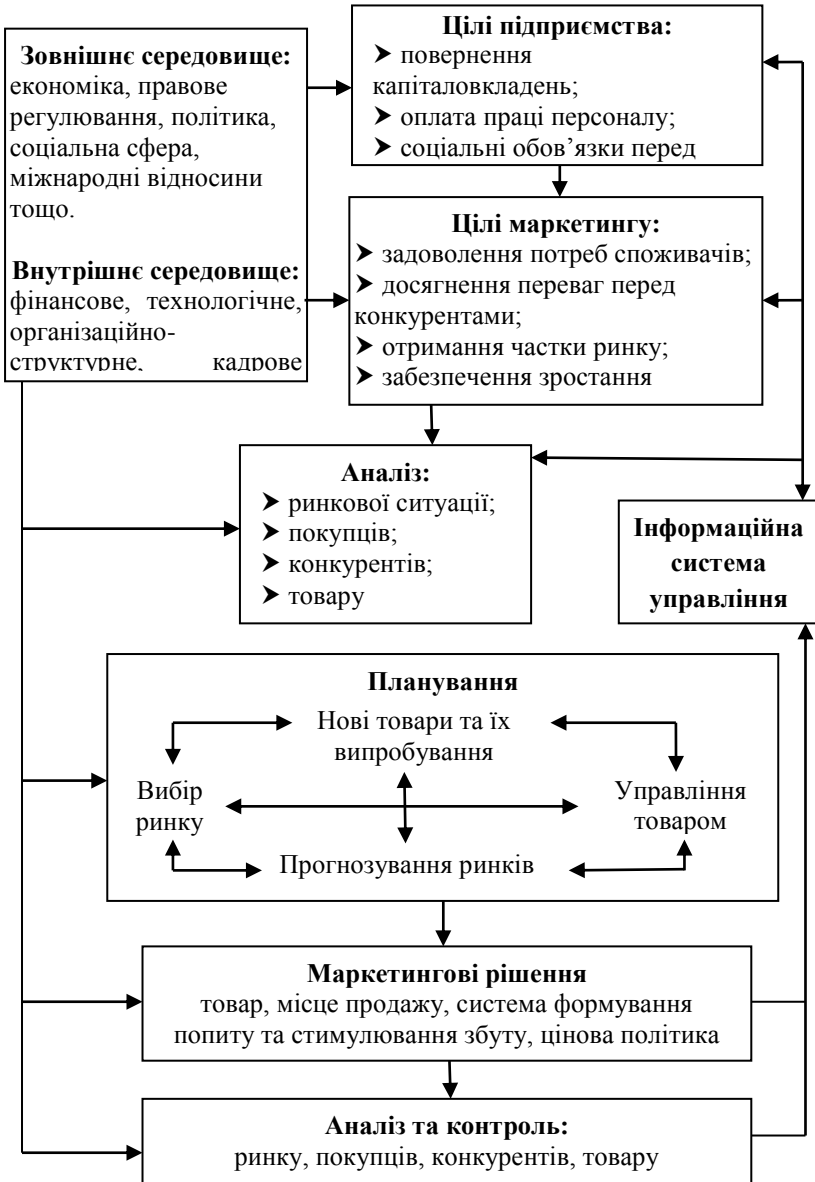 Зовнішнє середовище:
економіка, правове
регулювання, політика,
соціальна сфера,
міжнародні відносини
тощо.
Внутрішнє середовище:
фінансове, технологічне,
організаційно-
структурне, кадрове
Цілі підприємства:
➤ повернення
капіталовкладень;
➤ оплата праці персоналу;
➤ соціальні обов’язки перед
Цілі маркетингу:
➤ задоволення потреб споживачів;
➤ досягнення переваг перед
конкурентами;
➤ отримання частки ринку;
➤ забезпечення зростання
Аналіз:
➤ ринкової ситуації;
➤ покупців;
➤ конкурентів;
➤ товару
Інформаційна
система
управління
Планування
Нові товари та їх
випробування
Вибір
ринку
Управління
товаром
Прогнозування ринків
Маркетингові рішення
товар, місце продажу, система формування
попиту та стимулювання збуту, цінова політика
Аналіз та контроль:
ринку, покупців, конкурентів, товару